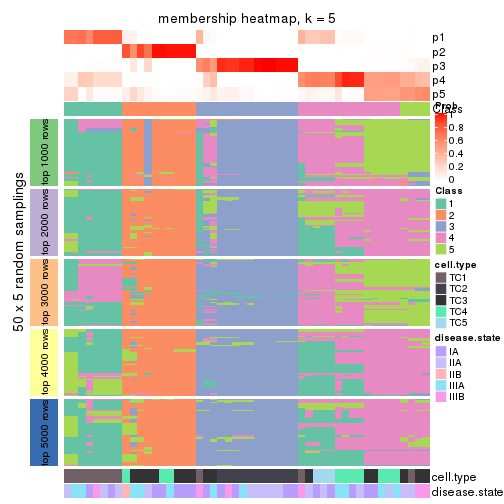 membership heatmap, k = 5
p1
p2
p3
p4
p5
Class
Prob
1
0.8
0.6
0.4
0.2
0
Class
1
2
3
4
5
cell.type
TC1
TC2
TC3
TC4
TC5
disease.state
IA
IIA
IIB
IIIA
IIIB
50 x 5 random samplings
top 1000 rows
top 2000 rows
top 3000 rows
top 4000 rows
top 5000 rows
cell.type
disease.state